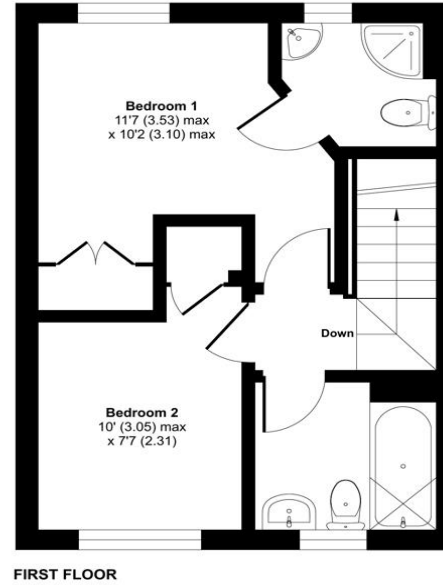 Bedroom 1
11'7 (3.53) max
x 10'2 (3.10) max
Down
Bedroom 2
10' (3.05) max
x 7'7 (2.31)
FIRST FLOOR